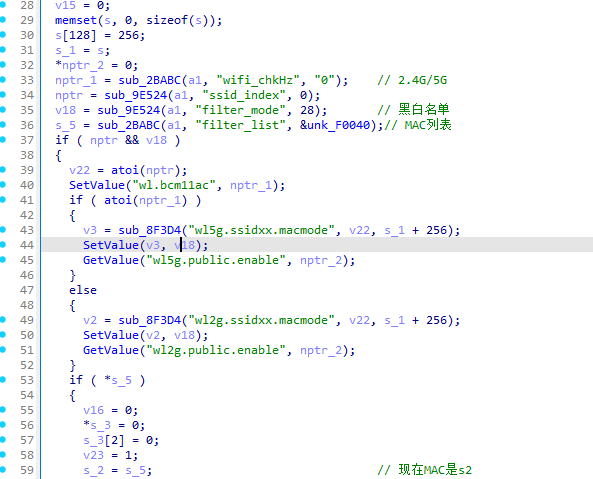 28 v15 = 0;
29 memset(s, 0, sizeof(s));
30 s[128] = 256;
31 s_1 = s;
32 *nptr_2 = 0;
33 nptr_1 = sub_2BABC(a1, "wifi_chkHz", "0"); // 2.4G/5G
34 nptr = sub_9E524(a1, "ssid_index", 0);
35 v18 = sub_9E524(a1, "filter_mode", 28); // 黑白名单
36 s_5 = sub_2BABC(a1, "filter_list", &unk_F0040);// MAC列表
37 if ( nptr && v18 )
38 {
39 v22 = atoi(nptr);
40 SetValue("wl.bcm11ac", nptr_1);
41 if ( atoi(nptr_1) )
42 {
43 v3 = sub_8F3D4("wl5g.ssidxx.macmode", v22, s_1 + 256);
44 SetValue(v3, v18);
45 GetValue("wl5g.public.enable", nptr_2);
46 }
47 else
48 {
49 v2 = sub_8F3D4("wl2g.ssidxx.macmode", v22, s_1 + 256);
50 SetValue(v2, v18);
51 GetValue("wl2g.public.enable", nptr_2);
52 }
53 if ( *s_5 )
54 {
55 v16 = 0;
56 *s_3 = 0;
57 s_3[2] = 0;
58 v23 = 1;
59 s_2 = s_5; // 现在MAC是s2